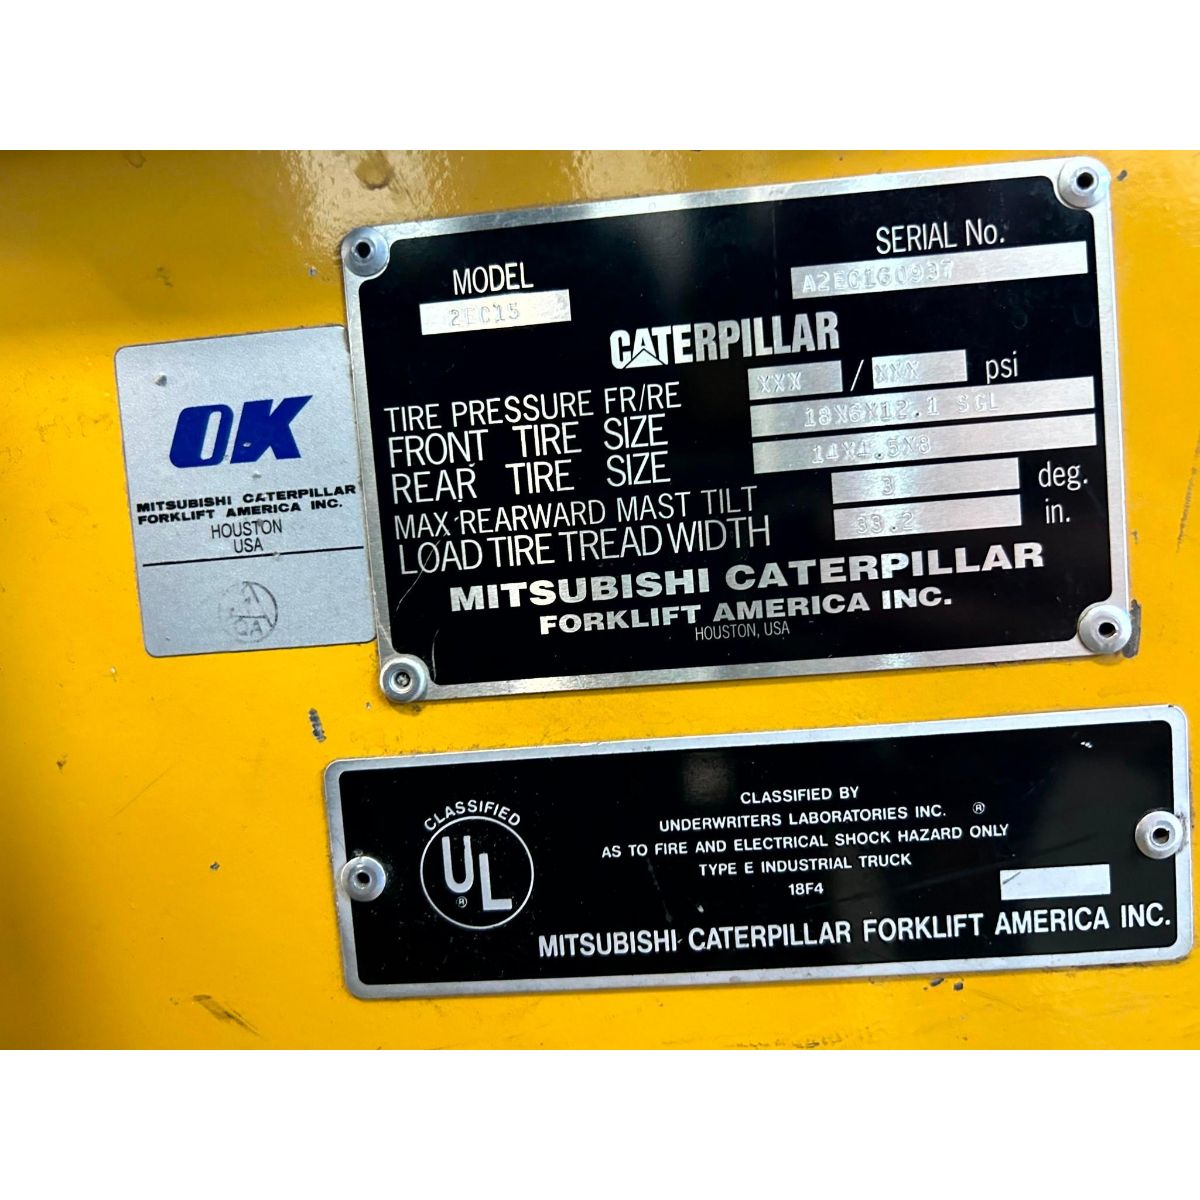 MODEL
2EC15
SERIAL No.
A2EC160937
CATERPILLAR
TIRE PRESSURE FR/RE XXX / XXX psi
FRONT TIRE SIZE 18X6X12.1 SGL
REAR TIRE SIZE 14X4.5X8
MAX. REARWARD MAST TILT 3 deg.
LOAD TIRE TREAD WIDTH 33.2 in.
MITSUBISHI CATERPILLAR
FORKLIFT AMERICA INC.
HOUSTON, USA
OK
MITSUBISHI CATERPILLAR
FORKLIFT AMERICA INC.
HOUSTON
USA
CLASSIFIED
UL
®
CLASSIFIED BY
UNDERWRITERS LABORATORIES INC. ®
AS TO FIRE AND ELECTRICAL SHOCK HAZARD ONLY
TYPE E INDUSTRIAL TRUCK
18F4
MITSUBISHI CATERPILLAR FORKLIFT AMERICA INC.